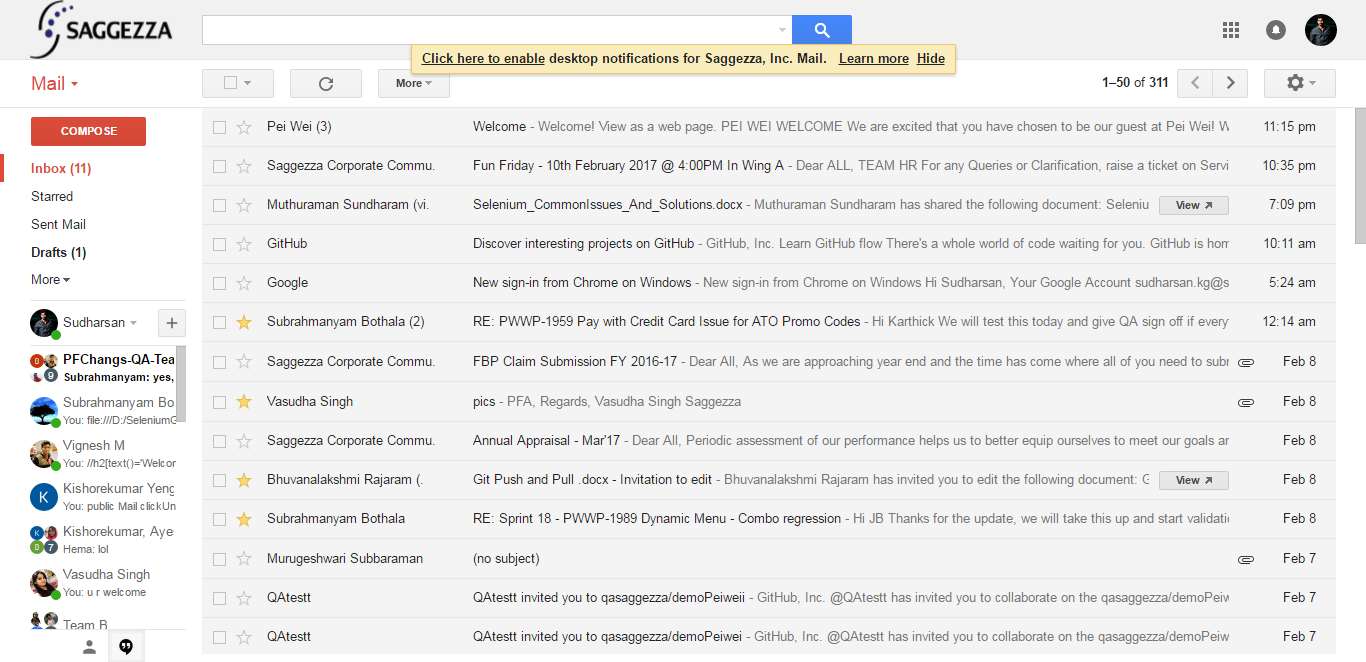 SAGGEZZA
Click here to enable desktop notifications for Saggezza, Inc. Mail. Learn more Hide
Mail
More
1–50 of 311
COMPOSE
Inbox (11)
Starred
Sent Mail
Drafts (1)
More
Sudharsan
PFChangs-QA-Tea
Subrahmanyam: yes,
9
Subrahmanyam Bo
You: file:///D:/Selenium
Vignesh M
You: //h2[text()='Welcor
K
Kishorekumar Yeng
You: public Mail clickUn
K
D 7
Kishorekumar, Aye
Hema: lol
Vasudha Singh
You: u r welcome
Team B
Pei Wei (3) Welcome - Welcome! View as a web page. PEI WEI WELCOME We are excited that you have chosen to be our guest at Pei Wei! W 11:15 pm
Saggezza Corporate Commu. Fun Friday - 10th February 2017 @ 4:00PM In Wing A - Dear ALL, TEAM HR For any Queries or Clarification, raise a ticket on Servi 10:35 pm
Muthuraman Sundharam (vi. Selenium_CommonIssues_And_Solutions.docx - Muthuraman Sundharam has shared the following document: Seleniu View 7:09 pm
GitHub Discover interesting projects on GitHub - GitHub, Inc. Learn GitHub flow There's a whole world of code waiting for you. GitHub is hom 10:11 am
Google New sign-in from Chrome on Windows - New sign-in from Chrome on Windows Hi Sudharsan, Your Google Account sudharsan.kg@s 5:24 am
Subrahmanyam Bothala (2) RE: PWWP-1959 Pay with Credit Card Issue for ATO Promo Codes - Hi Karthick We will test this today and give QA sign off if every 12:14 am
Saggezza Corporate Commu. FBP Claim Submission FY 2016-17 - Dear All, As we are approaching year end and the time has come where all of you need to subr Feb 8
Vasudha Singh pics - PFA, Regards, Vasudha Singh Saggezza Feb 8
Saggezza Corporate Commu. Annual Appraisal - Mar'17 - Dear All, Periodic assessment of our performance helps us to better equip ourselves to meet our goals ar Feb 8
Bhuvanalakshmi Rajaram (. Git Push and Pull .docx - Invitation to edit - Bhuvanalakshmi Rajaram has invited you to edit the following document: G View Feb 8
Subrahmanyam Bothala RE: Sprint 18 - PWWP-1989 Dynamic Menu - Combo regression - Hi JB Thanks for the update, we will take this up and start validati Feb 8
Murugeshwari Subbaraman (no subject) Feb 7
QAtestt QAtestt invited you to qasaggezza/demoPeiweii - GitHub, Inc. @QAtestt has invited you to collaborate on the qasaggezza/demoPeiw Feb 7
QAtestt QAtestt invited you to qasaggezza/demoPeiwei - GitHub, Inc. @QAtestt has invited you to collaborate on the qasaggezza/demoPeiw Feb 7